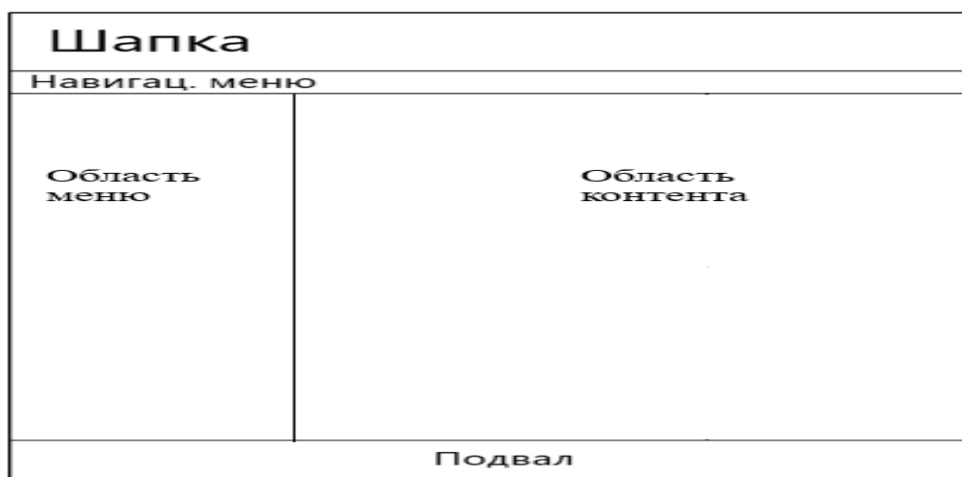 Шапка
Навигац. меню
Область
меню
Область
контента
Подвал